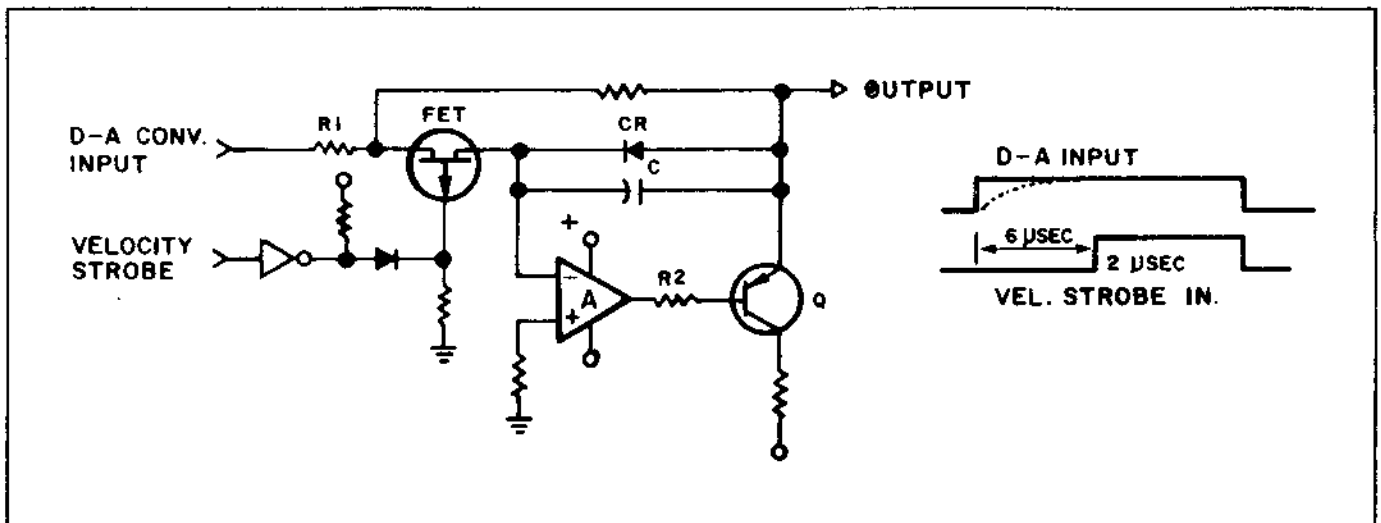 OUTPUT
FET
R1
CR
D-A CONV.
INPUT
C
D-A INPUT
+
6 µSEC
VELOCITY
STROBE
R2
2 µSEC
−
A
Q
+
VEL. STROBE IN.